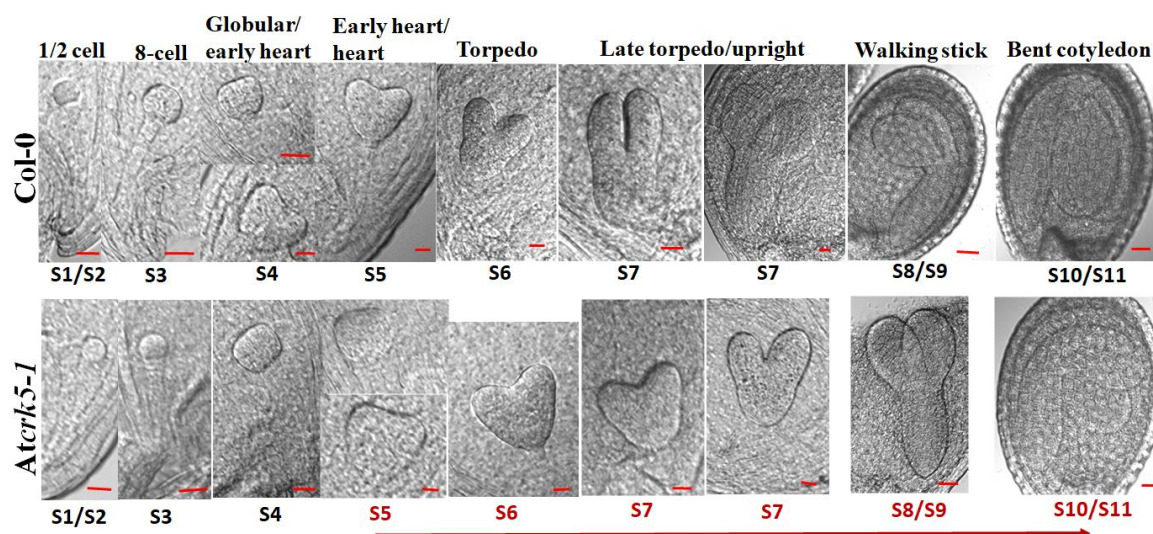 Globular/ early heart
Early heart/ heart
1/2 cell 8-cell Torpedo Late torpedo/upright Walking stick Bent cotyledon
Col-0
S1/S2 S3 S4 S5 S6 S7 S7 S8/S9 S10/S11
Atcrk5-1
S1/S2 S3 S4 S5 S6 S7 S7 S8/S9 S10/S11